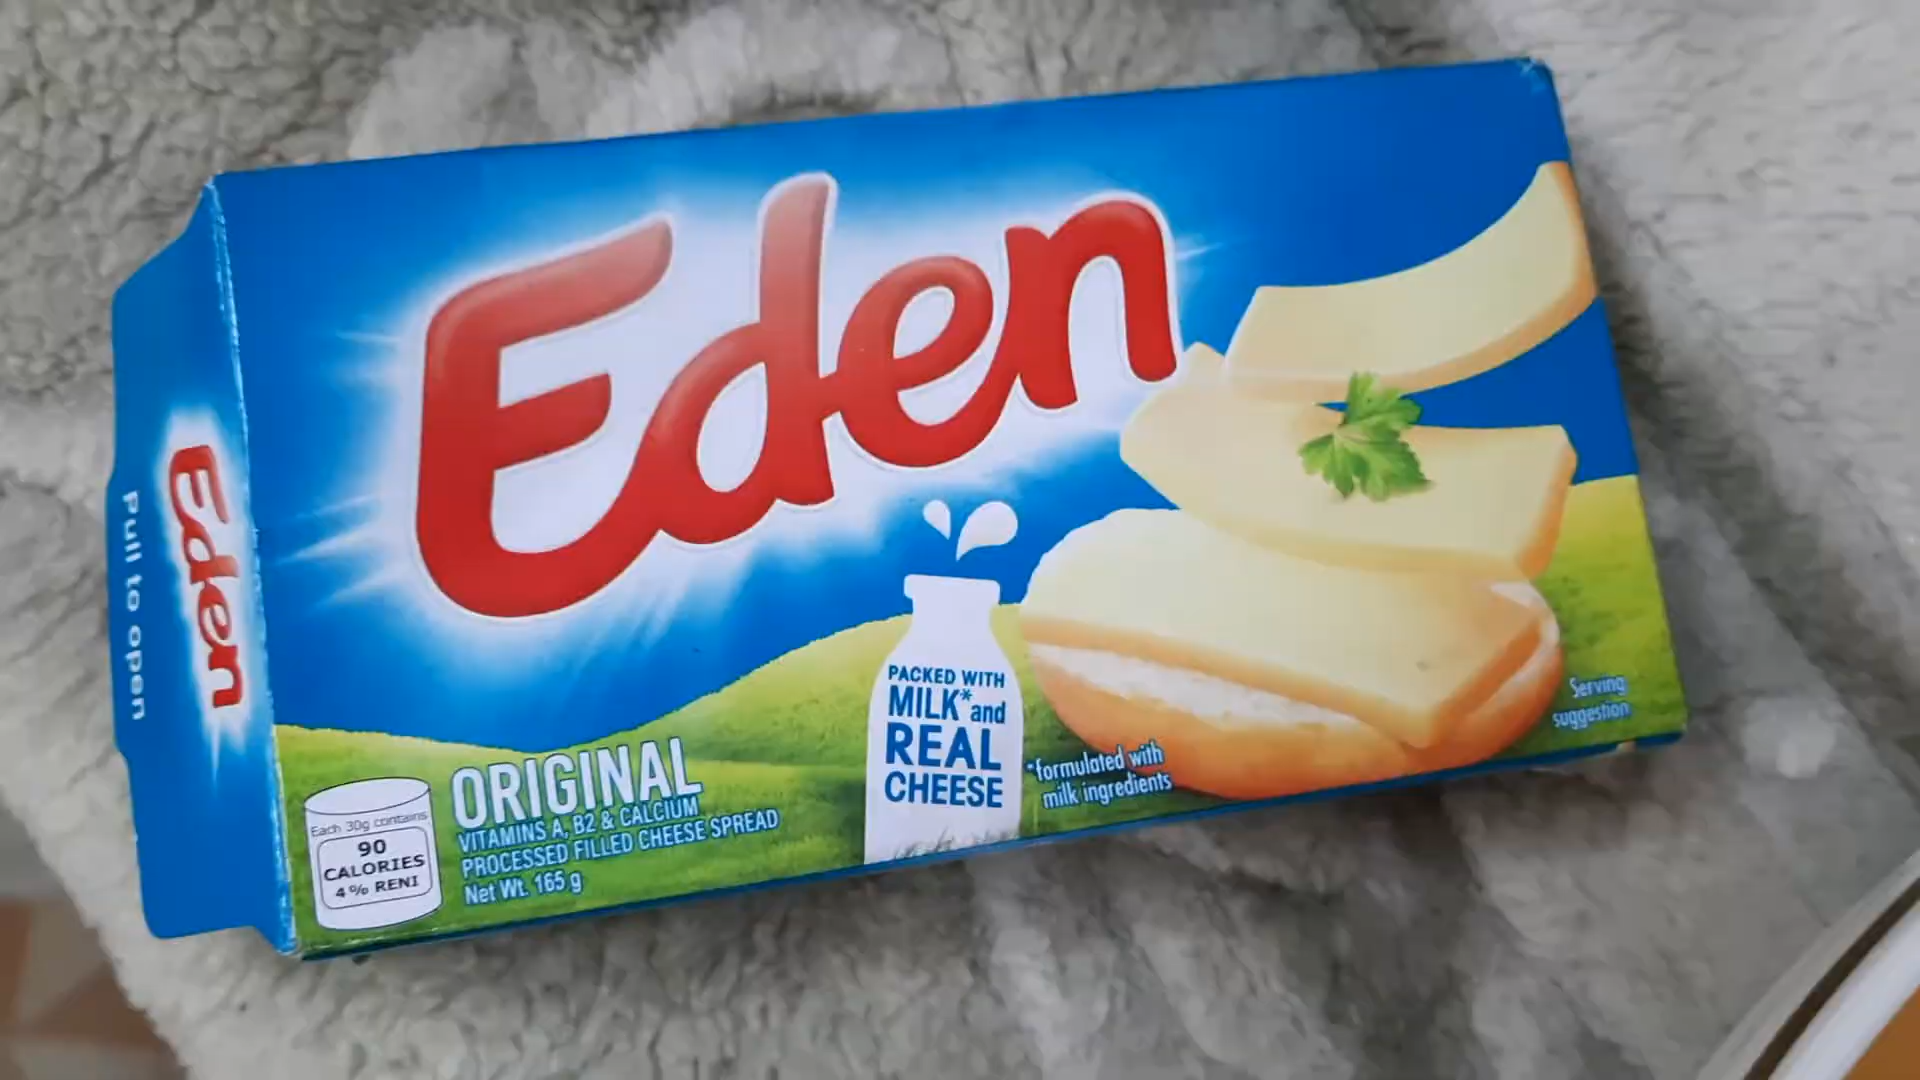 Eden
Eden
Pull to open
PACKED WITH
MILK* and
REAL
CHEESE
*formulated with
milk ingredients
Serving
suggestion
ORIGINAL
VITAMINS A, B2 & CALCIUM
PROCESSED FILLED CHEESE SPREAD
Net Wt. 165 g
Each 30g contains
90
CALORIES
4% RENI